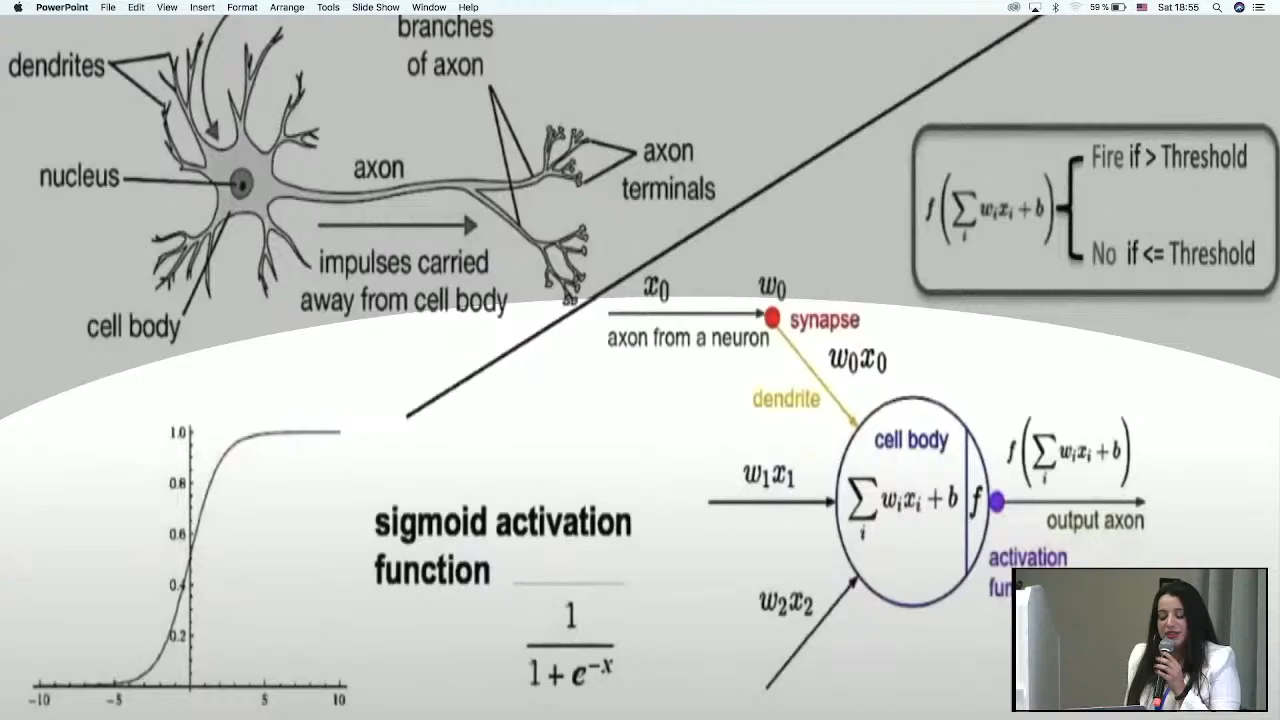 PowerPoint File Edit View Insert Format Arrange Tools Slide Show Window Help 59 % Sat 18:55
branches
of axon
dendrites
nucleus
axon
axon
terminals
impulses carried
away from cell body
cell body
f(∑ᵢ wᵢxᵢ + b)
Fire if > Threshold
No if <= Threshold
x₀
w₀
axon from a neuron
synapse
w₀x₀
dendrite
cell body
w₁x₁
∑ᵢ wᵢxᵢ + b
f
f(∑ᵢ wᵢxᵢ + b)
output axon
activation
w₂x₂
1.0
0.8
0.6
0.4
0.2
-10 -5 5 10
sigmoid activation
function
1
1 + e⁻ˣ